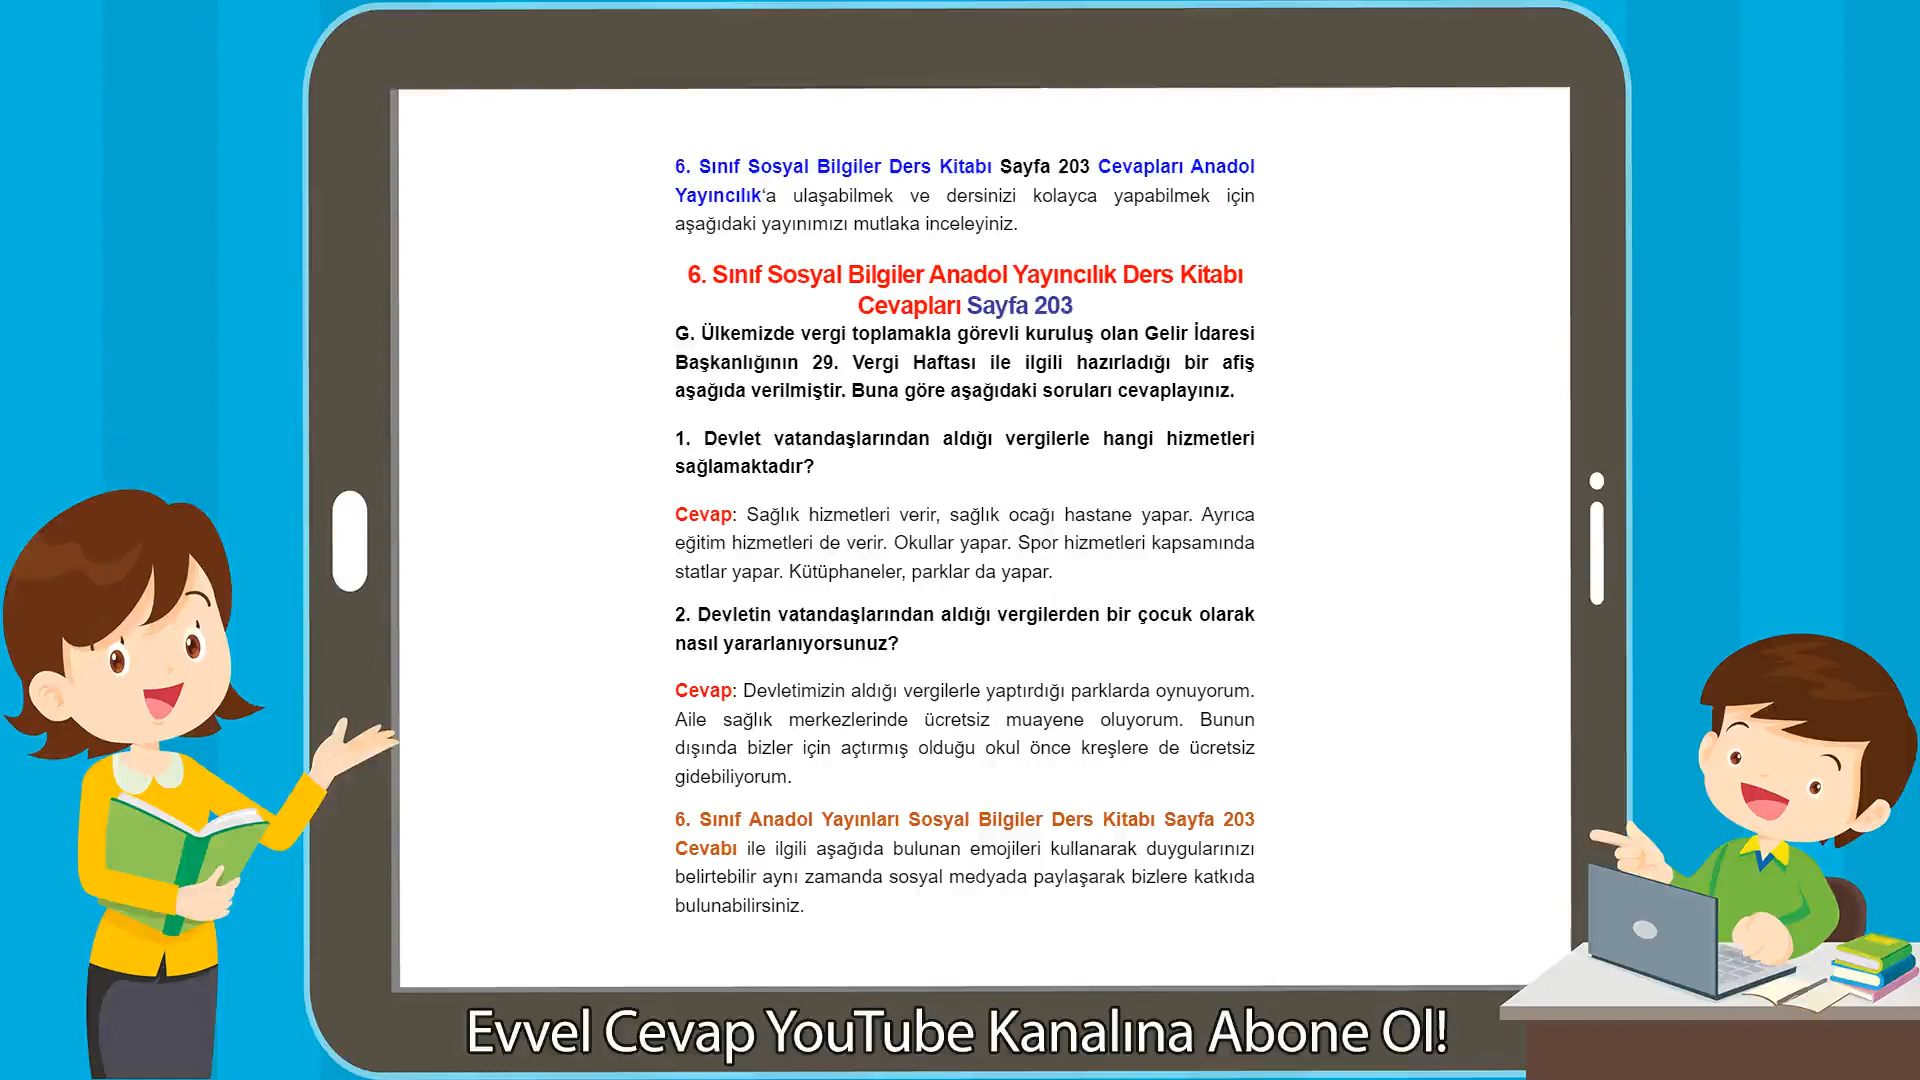 6. Sınıf Sosyal Bilgiler Ders Kitabı Sayfa 203 Cevapları Anadol
Yayıncılık‘a ulaşabilmek ve dersinizi kolayca yapabilmek için
aşağıdaki yayınımızı mutlaka inceleyiniz.
6. Sınıf Sosyal Bilgiler Anadol Yayıncılık Ders Kitabı
Cevapları Sayfa 203
G. Ülkemizde vergi toplamakla görevli kuruluş olan Gelir İdaresi
Başkanlığının 29. Vergi Haftası ile ilgili hazırladığı bir afiş
aşağıda verilmiştir. Buna göre aşağıdaki soruları cevaplayınız.
1. Devlet vatandaşlarından aldığı vergilerle hangi hizmetleri
sağlamaktadır?
Cevap: Sağlık hizmetleri verir, sağlık ocağı hastane yapar. Ayrıca
eğitim hizmetleri de verir. Okullar yapar. Spor hizmetleri kapsamında
statlar yapar. Kütüphaneler, parklar da yapar.
2. Devletin vatandaşlarından aldığı vergilerden bir çocuk olarak
nasıl yararlanıyorsunuz?
Cevap: Devletimizin aldığı vergilerle yaptırdığı parklarda oynuyorum.
Aile sağlık merkezlerinde ücretsiz muayene oluyorum. Bunun
dışında bizler için açtırmış olduğu okul önce kreşlere de ücretsiz
gidebiliyorum.
6. Sınıf Anadol Yayınları Sosyal Bilgiler Ders Kitabı Sayfa 203
Cevabı ile ilgili aşağıda bulunan emojileri kullanarak duygularınızı
belirtebilir aynı zamanda sosyal medyada paylaşarak bizlere katkıda
bulunabilirsiniz.
Evvel Cevap YouTube Kanalına Abone Ol!